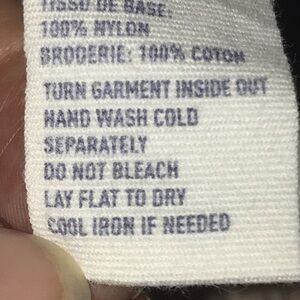 TISSU DE BASE:
100% NYLON
BRODERIE: 100% COTON
TURN GARMENT INSIDE OUT
HAND WASH COLD
SEPARATELY
DO NOT BLEACH
LAY FLAT TO DRY
COOL IRON IF NEEDED